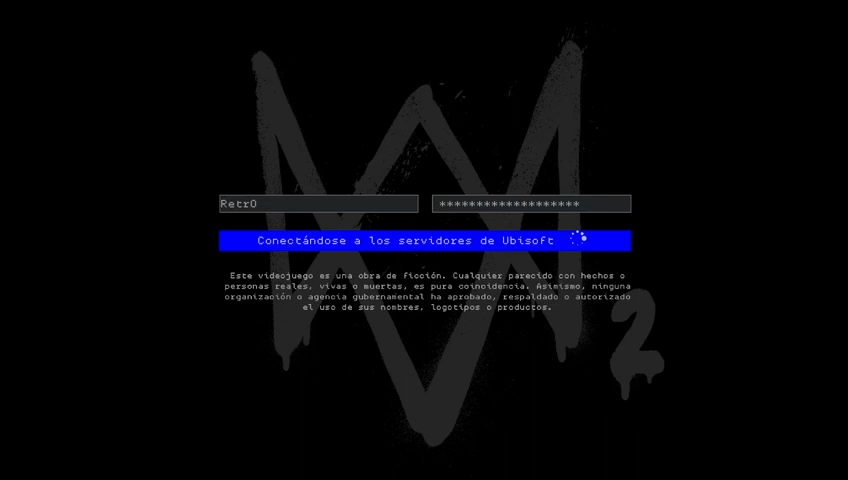 Retr0
*******************
Conectándose a los servidores de Ubisoft
Este videojuego es una obra de ficción. Cualquier parecido con hechos o
personas reales, vivas o muertas, es pura coincidencia. Asimismo, ninguna
organización o agencia gubernamental ha aprobado, respaldado o autorizado
el uso de sus nombres, logotipos o productos.
2